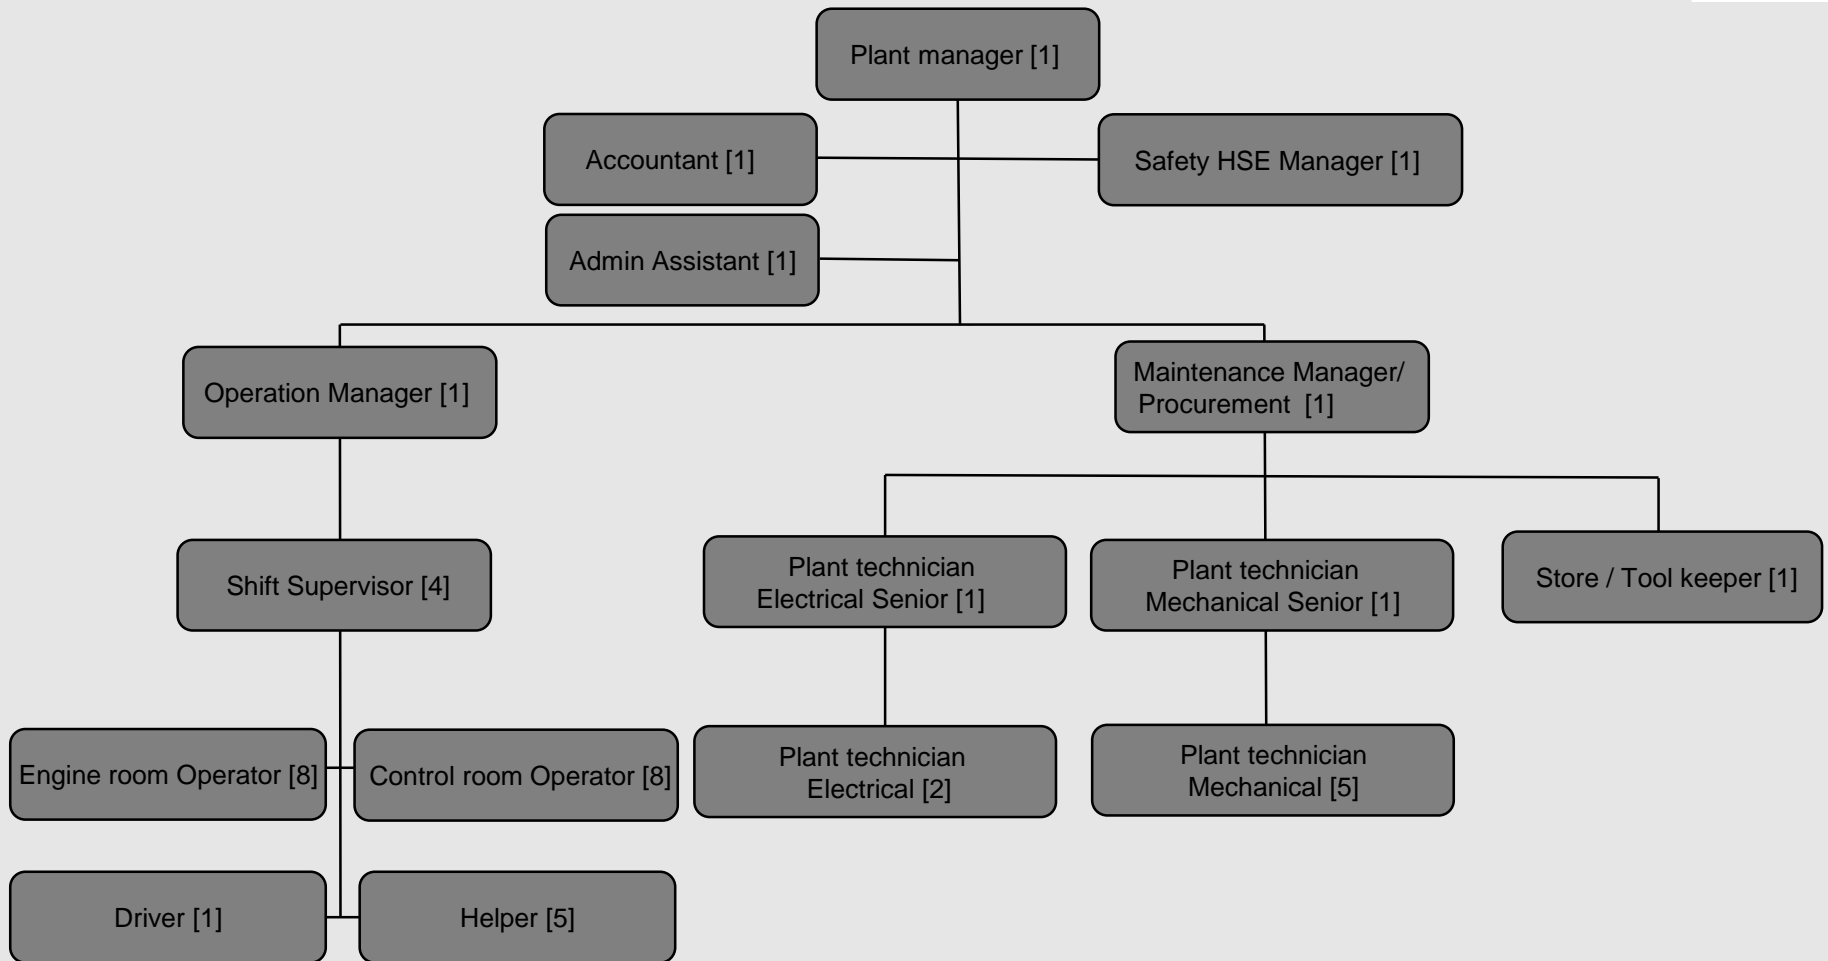 Plant manager [1]
Accountant [1]
Safety HSE Manager [1]
Admin Assistant [1]
Operation Manager [1]
Maintenance Manager/
Procurement [1]
Shift Supervisor [4]
Plant technician
Electrical Senior [1]
Plant technician
Mechanical Senior [1]
Store / Tool keeper [1]
Engine room Operator [8]
Control room Operator [8]
Plant technician
Electrical [2]
Plant technician
Mechanical [5]
Driver [1]
Helper [5]